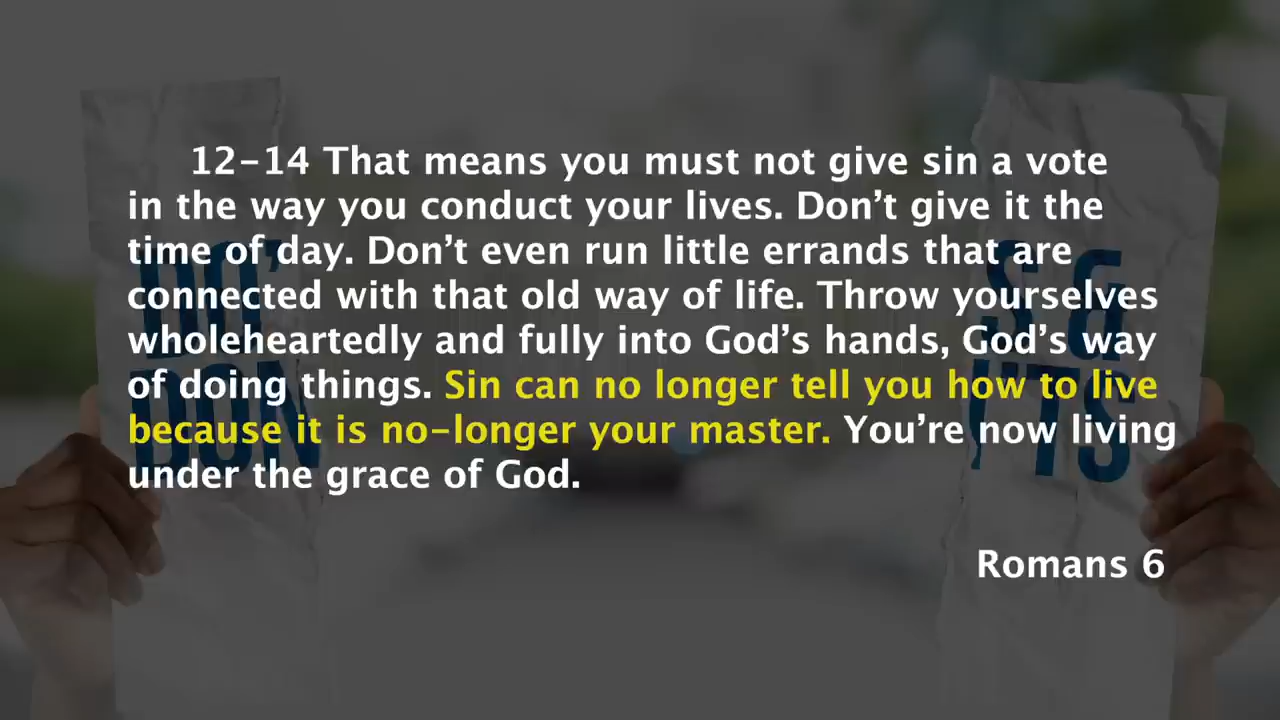 12–14 That means you must not give sin a vote
in the way you conduct your lives. Don’t give it the
time of day. Don’t even run little errands that are
connected with that old way of life. Throw yourselves
wholeheartedly and fully into God’s hands, God’s way
of doing things. Sin can no longer tell you how to live
because it is no–longer your master. You’re now living
under the grace of God.
Romans 6
DO'
DON
S &
'TS